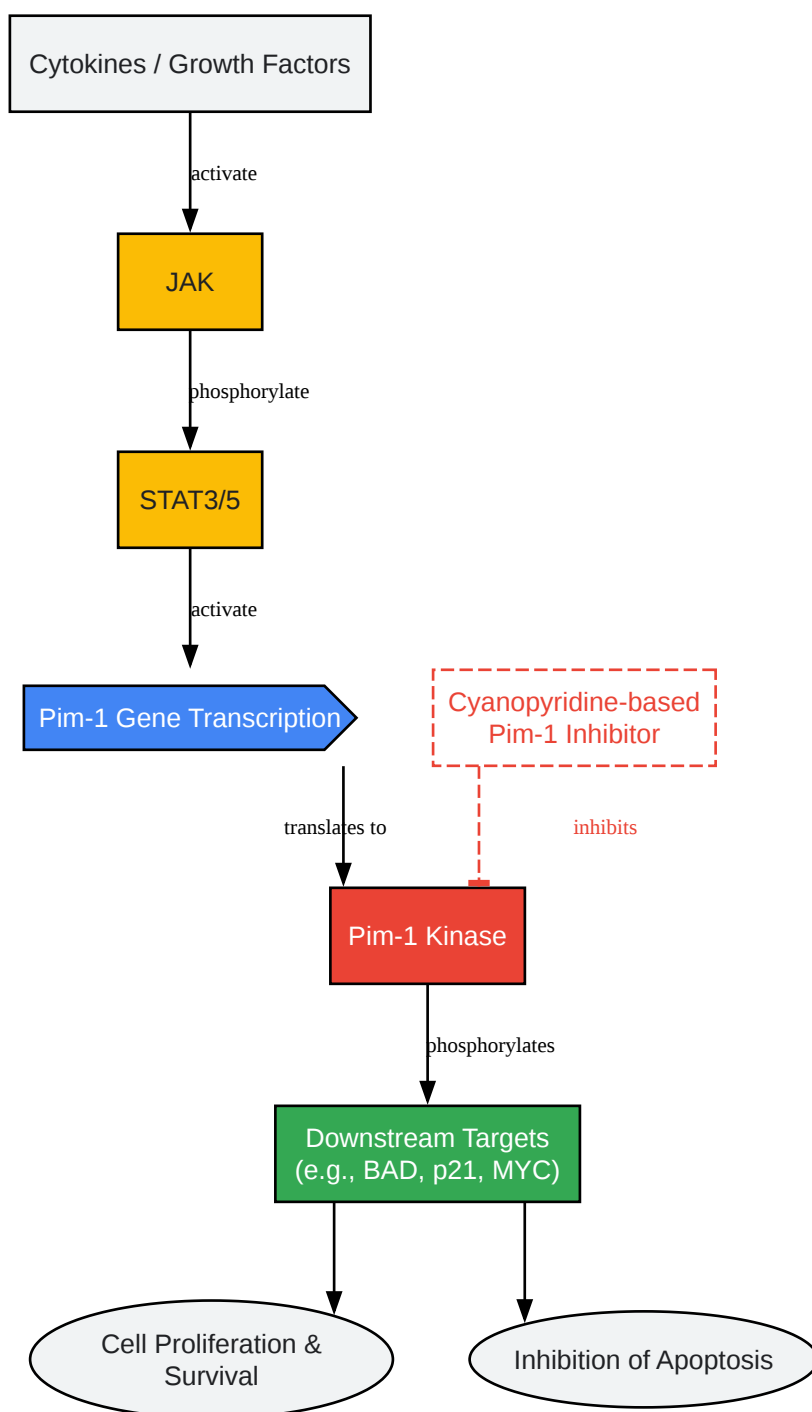 Cytokines / Growth Factors
activate
JAK
phosphorylate
STAT3/5
activate
Pim-1 Gene Transcription
Cyanopyridine-based
Pim-1 Inhibitor
translates to
inhibits
Pim-1 Kinase
phosphorylates
Downstream Targets
(e.g., BAD, p21, MYC)
Cell Proliferation &
Survival
Inhibition of Apoptosis